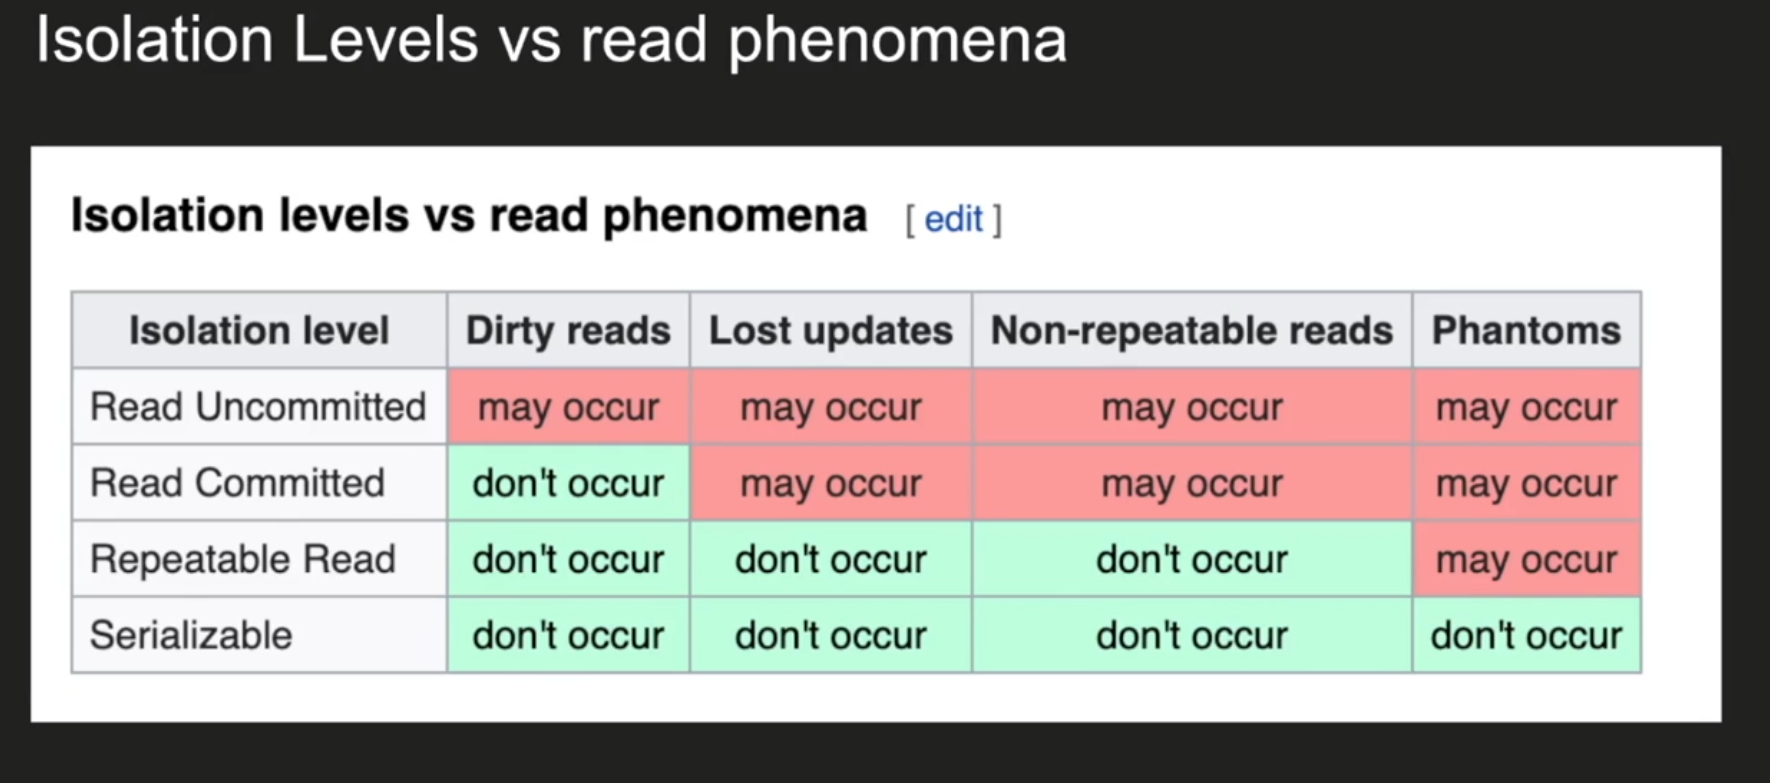 Isolation Levels vs read phenomena
Isolation levels vs read phenomena [ edit ]
Isolation level Dirty reads Lost updates Non-repeatable reads Phantoms
Read Uncommitted may occur may occur may occur may occur
Read Committed don't occur may occur may occur may occur
Repeatable Read don't occur don't occur don't occur may occur
Serializable don't occur don't occur don't occur don't occur